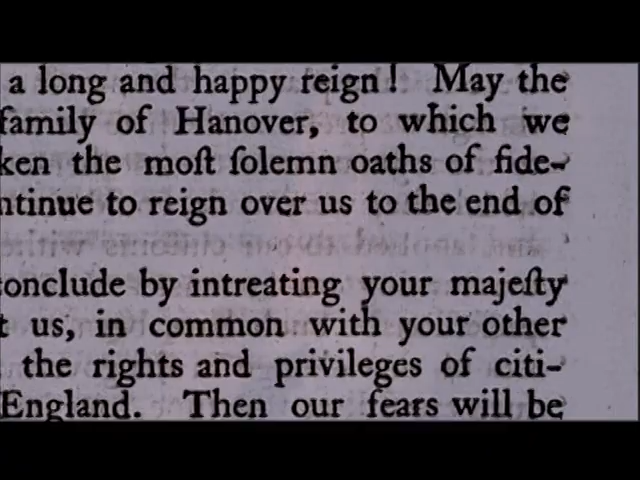 a long and happy reign! May the
family of Hanover, to which we
ken the moſt ſolemn oaths of fide-
ntinue to reign over us to the end of
onclude by intreating your majeſty
t us, in common with your other
the rights and privileges of citi-
England. Then our fears will be